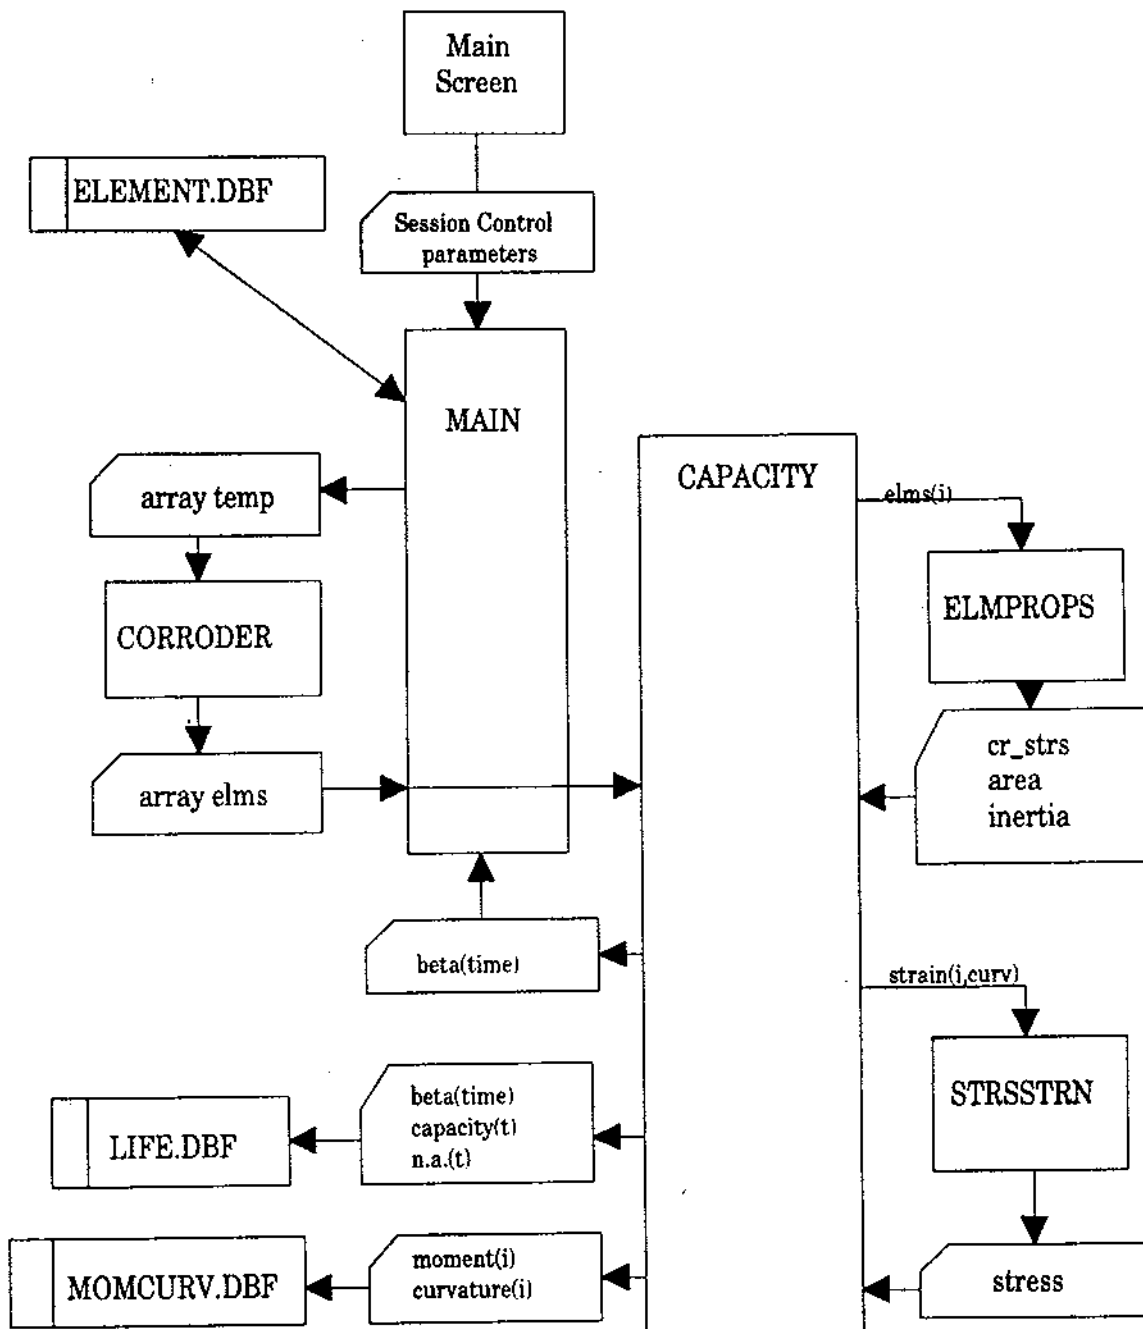 Main
Screen
ELEMENT.DBF
Session Control
parameters
MAIN
CAPACITY
elms(i)
array temp
ELMPROPS
CORRODER
cr_strs
area
inertia
array elms
beta(time)
strain(i,curv)
STRSSTRN
beta(time)
capacity(t)
n.a.(t)
LIFE.DBF
moment(i)
curvature(i)
MOMCURV.DBF
stress